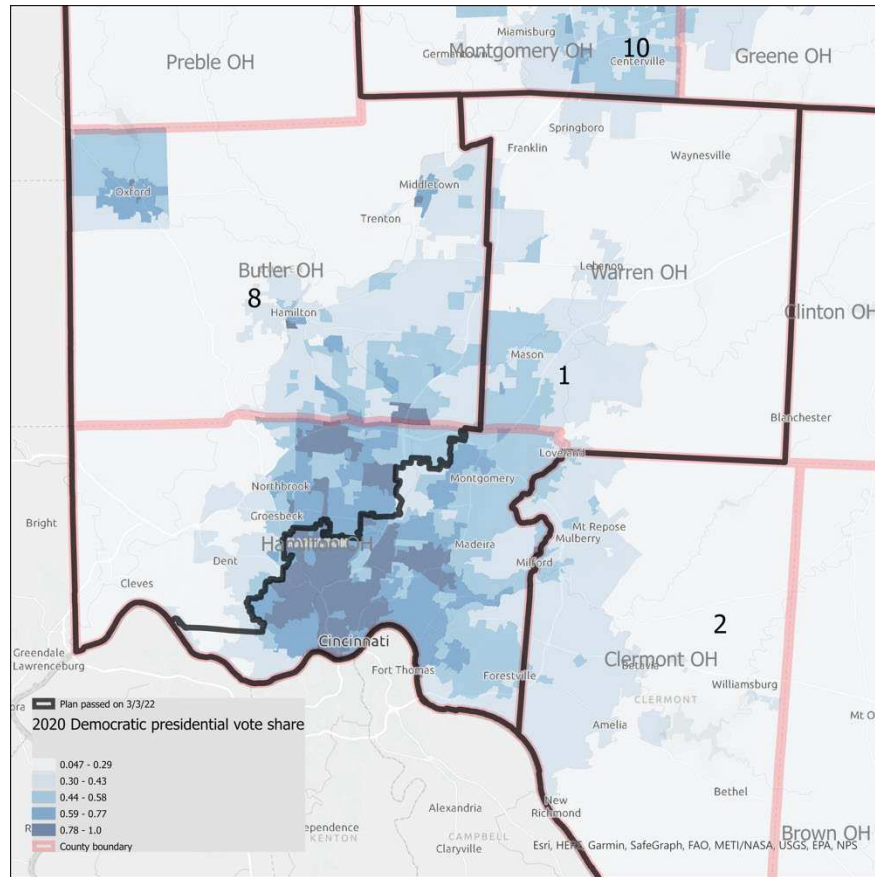 Miamisburg
Germantown
Montgomery OH
10
Centerville
Greene OH
Preble OH
Springboro
Franklin
Waynesville
Oxford
Middletown
Trenton
Butler OH
Lebanon
Warren OH
8
Hamilton
Clinton OH
Mason
1
Blanchester
Loveland
Northbrook
Montgomery
Groesbeck
Bright
Hamilton OH
Mt Repose
Mulberry
Dent
Madeira
Milford
Cleves
2
Cincinnati
Greendale
Lawrenceburg
Fort Thomas
Forestville
Clermont OH
Batavia
Williamsburg
CLERMONT
Plan passed on 3/3/22
2020 Democratic presidential vote share
Amelia
Mt O
0.047 - 0.29
0.30 - 0.43
0.44 - 0.58
0.59 - 0.77
0.78 - 1.0
County boundary
Bethel
New
Richmond
Alexandria
ependence
KENTON
CAMPBELL
Claryville
Brown OH
Esri, HERE, Garmin, SafeGraph, FAO, METI/NASA, USGS, EPA, NPS